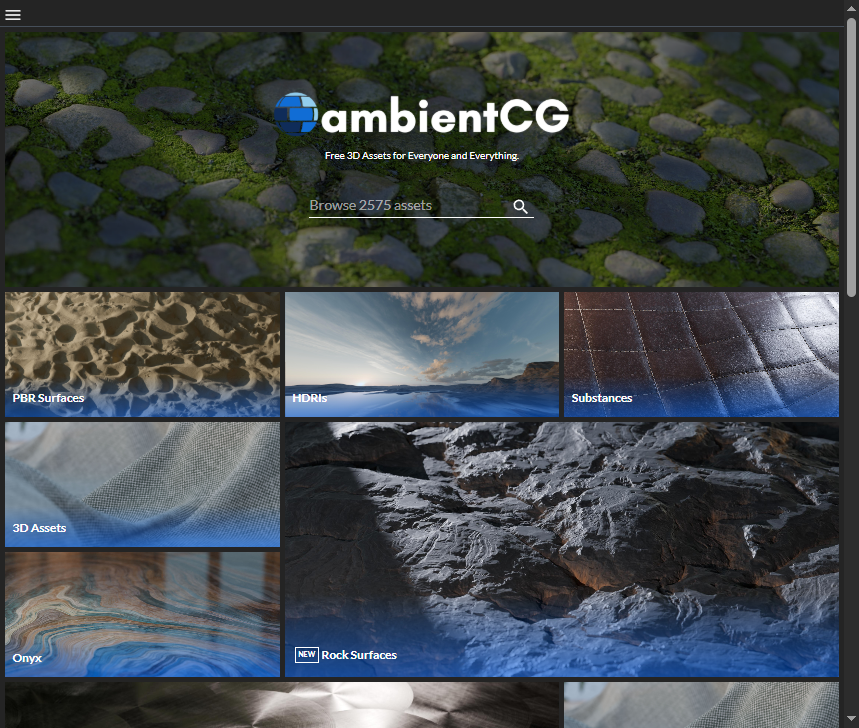 ambientCG
Free 3D Assets for Everyone and Everything.
Browse 2575 assets
PBR Surfaces
HDRIs
Substances
3D Assets
Onyx
NEW Rock Surfaces